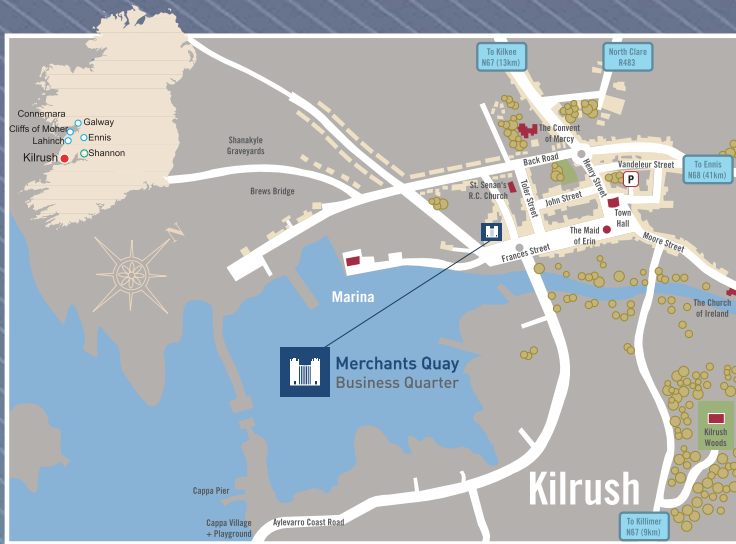 To Kilkee
N67 (13km)
North Clare
R483
Connemara
Galway
Cliffs of Moher
Lahinch
Ennis
Kilrush
Shannon
N
Shanakyle
Graveyards
Brews Bridge
The Convent
of Mercy
Back Road
Henry Street
Vandeleur Street
To Ennis
N68 (41km)
P
St. Senan's
R.C. Church
Toler Street
John Street
Town
Hall
The Maid
of Erin
Frances Street
Moore Street
Marina
The Church
of Ireland
Merchants Quay
Business Quarter
Kilrush
Woods
Kilrush
Cappa Pier
Cappa Village
+ Playground
Aylevarro Coast Road
To Killimer
N67 (9km)